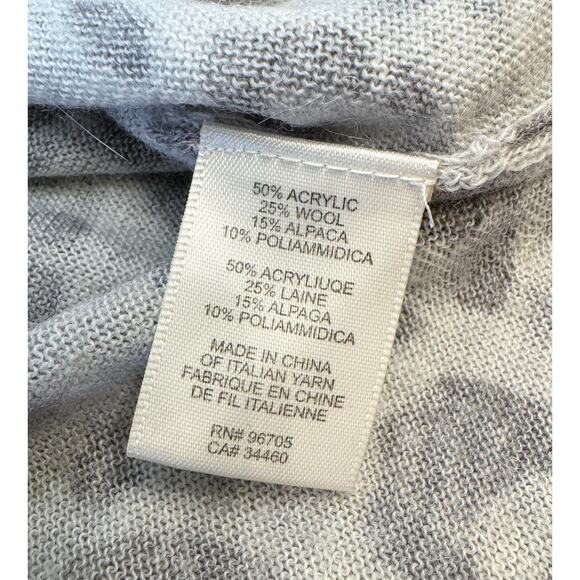 50% ACRYLIC
25% WOOL
15% ALPACA
10% POLIAMMIDICA
50% ACRYLIUQE
25% LAINE
15% ALPAGA
10% POLIAMMIDICA
MADE IN CHINA
OF ITALIAN YARN
FABRIQUE EN CHINE
DE FIL ITALIENNE
RN# 96705
CA# 34460